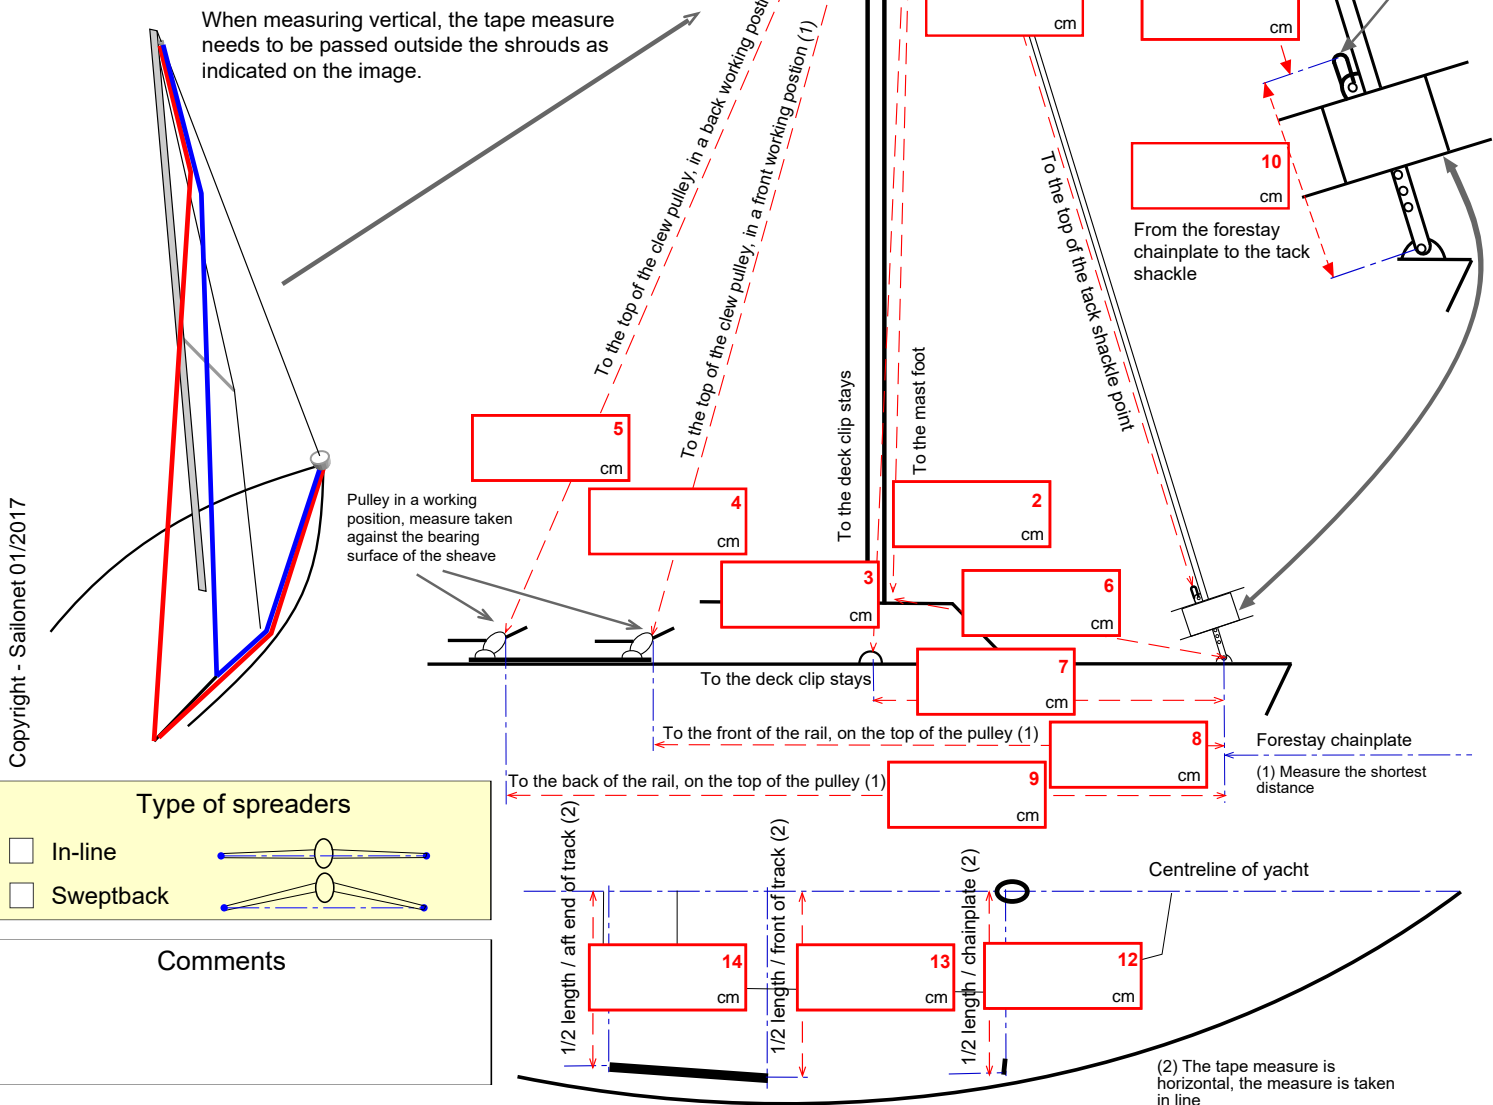 When measuring vertical, the tape measure
needs to be passed outside the shrouds as
indicated on the image.
cm
cm
To the top of the clew pulley, in a back working
To the top of the clew pulley, in a front working postion (1)
To the top of the tack shackle point
10
cm
From the forestay
chainplate to the tack
shackle
To the deck clip stays
To the mast foot
5
cm
4
cm
2
cm
3
cm
6
cm
Pulley in a working
position, measure taken
against the bearing
surface of the sheave
Copyright - Sailonet 01/2017
7
cm
To the deck clip stays
To the front of the rail, on the top of the pulley (1)
8
cm
Forestay chainplate
(1) Measure the shortest
distance
To the back of the rail, on the top of the pulley (1)
9
cm
Type of spreaders
In-line
Sweptback
Comments
1/2 length / aft end of track (2)
1/2 length / front of track (2)
1/2 length / chainplate (2)
Centreline of yacht
14
cm
13
cm
12
cm
(2) The tape measure is
horizontal, the measure is taken
in line